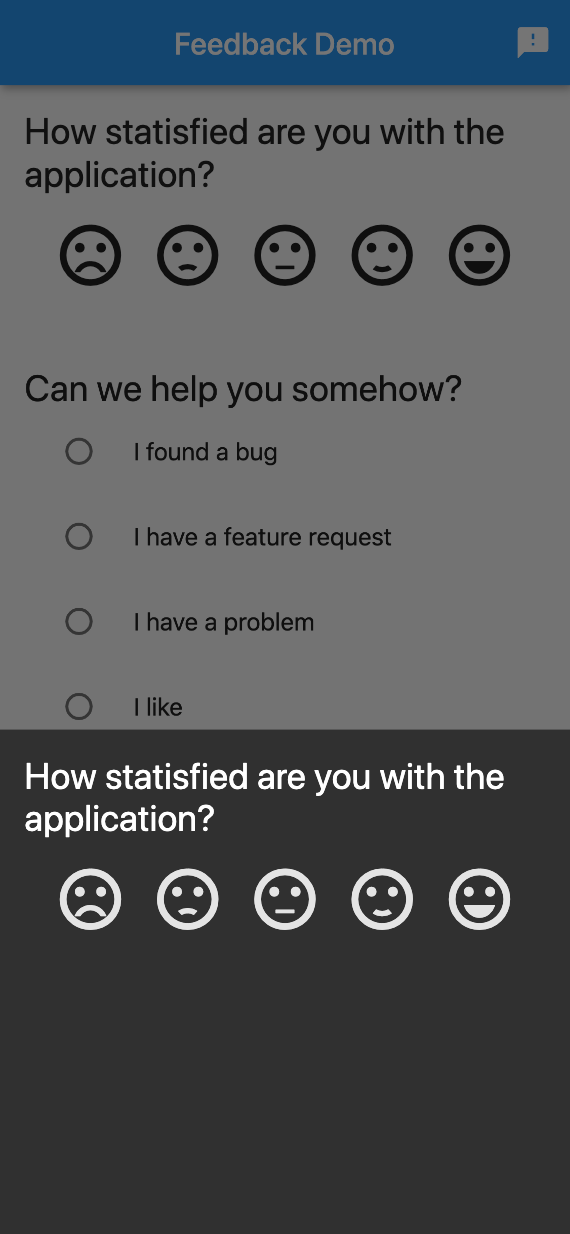 Feedback Demo
How statisfied are you with the
application?
Can we help you somehow?
I found a bug
I have a feature request
I have a problem
I like
How statisfied are you with the
application?